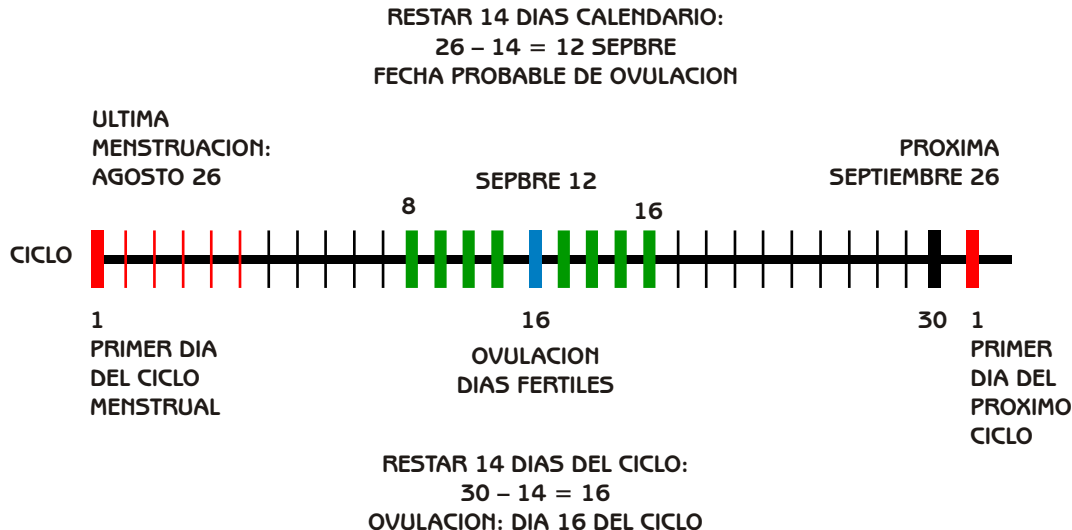 RESTAR 14 DIAS CALENDARIO:
26 – 14 = 12 SEPBRE
FECHA PROBABLE DE OVULACION
ULTIMA
MENSTRUACION:
AGOSTO 26
SEPBRE 12
PROXIMA
SEPTIEMBRE 26
8
16
CICLO
1
PRIMER DIA
DEL CICLO
MENSTRUAL
16
OVULACION
DIAS FERTILES
30
1
PRIMER
DIA DEL
PROXIMO
CICLO
RESTAR 14 DIAS DEL CICLO:
30 – 14 = 16
OVULACION: DIA 16 DEL CICLO